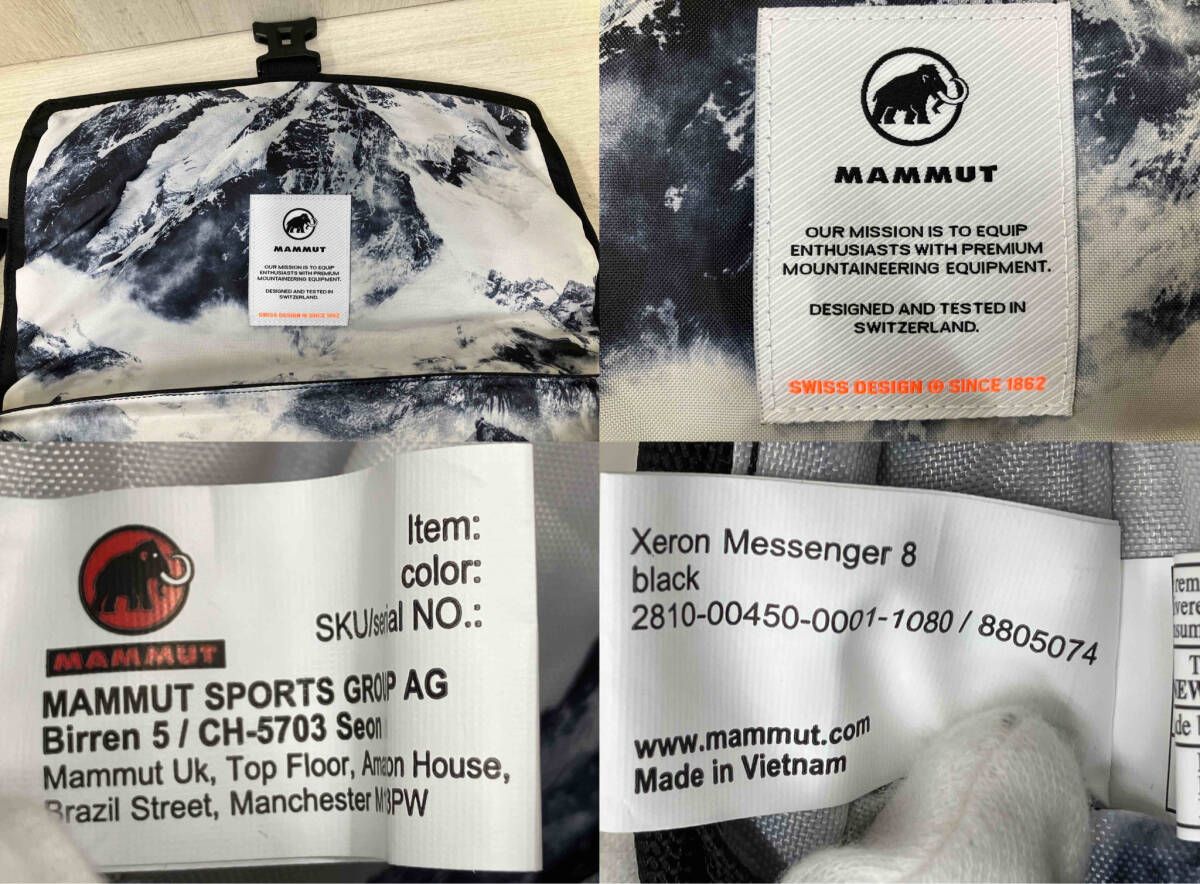 MAMMUT
OUR MISSION IS TO EQUIP
ENTHUSIASTS WITH PREMIUM
MOUNTAINEERING EQUIPMENT.
DESIGNED AND TESTED IN
SWITZERLAND.
SWISS DESIGN SINCE 1862
MAMMUT
OUR MISSION IS TO EQUIP
ENTHUSIASTS WITH PREMIUM
MOUNTAINEERING EQUIPMENT.
DESIGNED AND TESTED IN
SWITZERLAND.
SWISS DESIGN SINCE 1862
Item:
color:
SKU/serial NO.:
MAMMUT
MAMMUT SPORTS GROUP AG
Birren 5 / CH-5703 Seon
Mammut Uk, Top Floor, House,
Brazil Street, Manchester
Xeron Messenger 8
black
2810-00450-0001-1080 / 8805074
www.mammut.com
Made in Vietnam